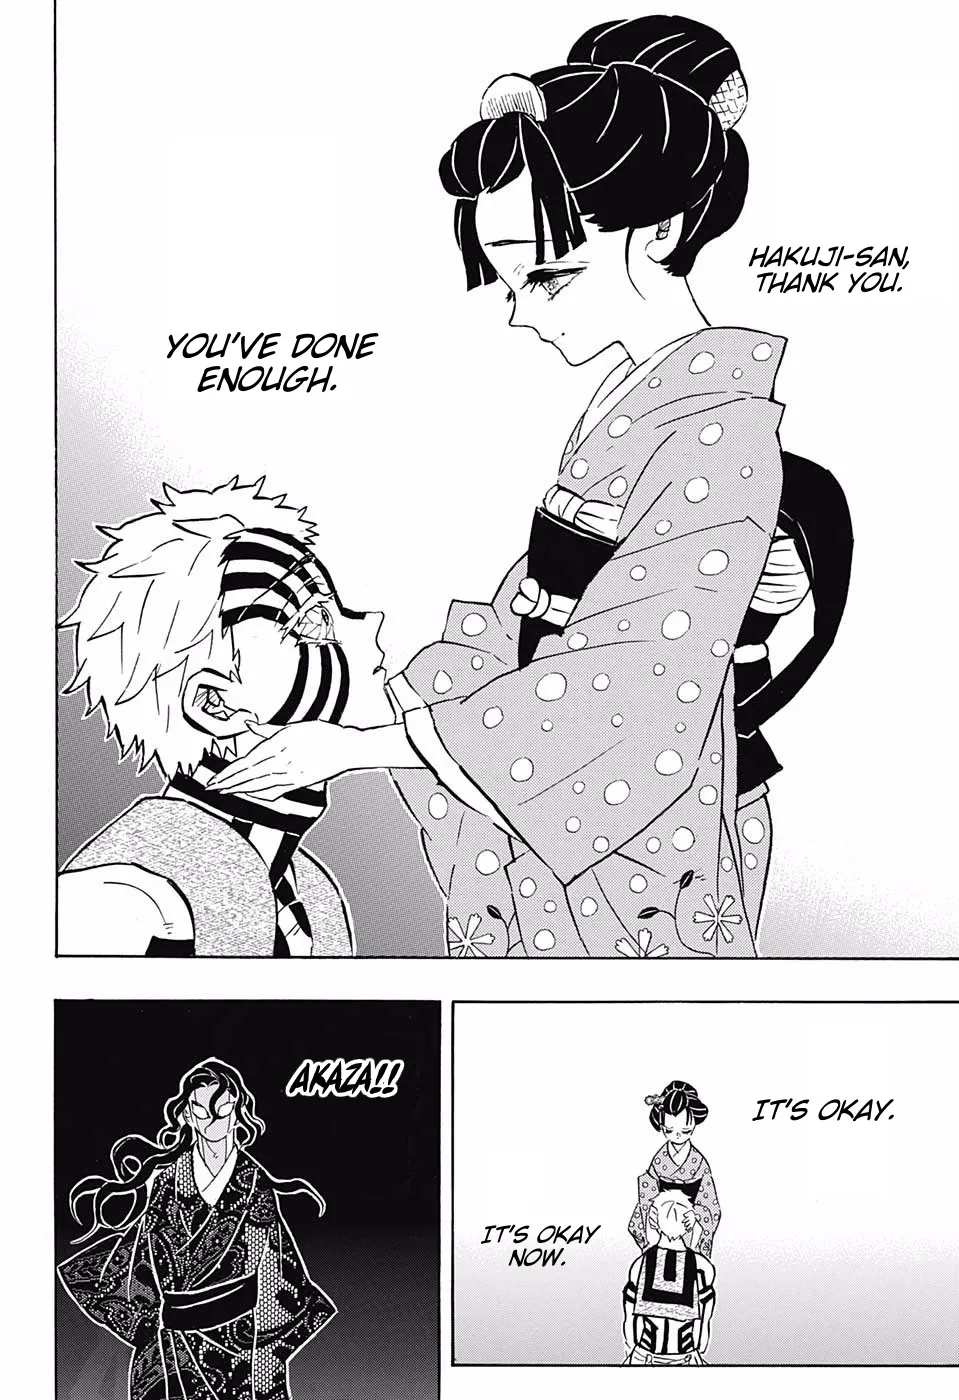 HAKUJI-SAN,
THANK YOU.
YOU'VE DONE
ENOUGH.
IT'S OKAY.
IT'S OKAY
NOW.
AKAZA!!